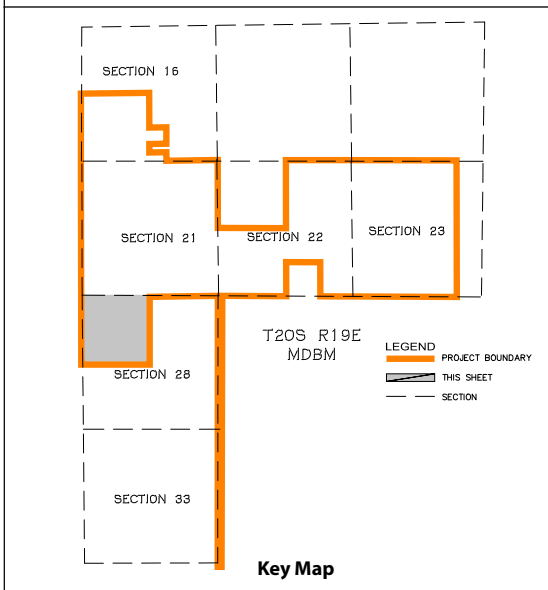 SECTION 16
SECTION 21
SECTION 22
SECTION 23
T20S R19E
MDBM
LEGEND
PROJECT BOUNDARY
THIS SHEET
SECTION
SECTION 28
SECTION 33
Key Map